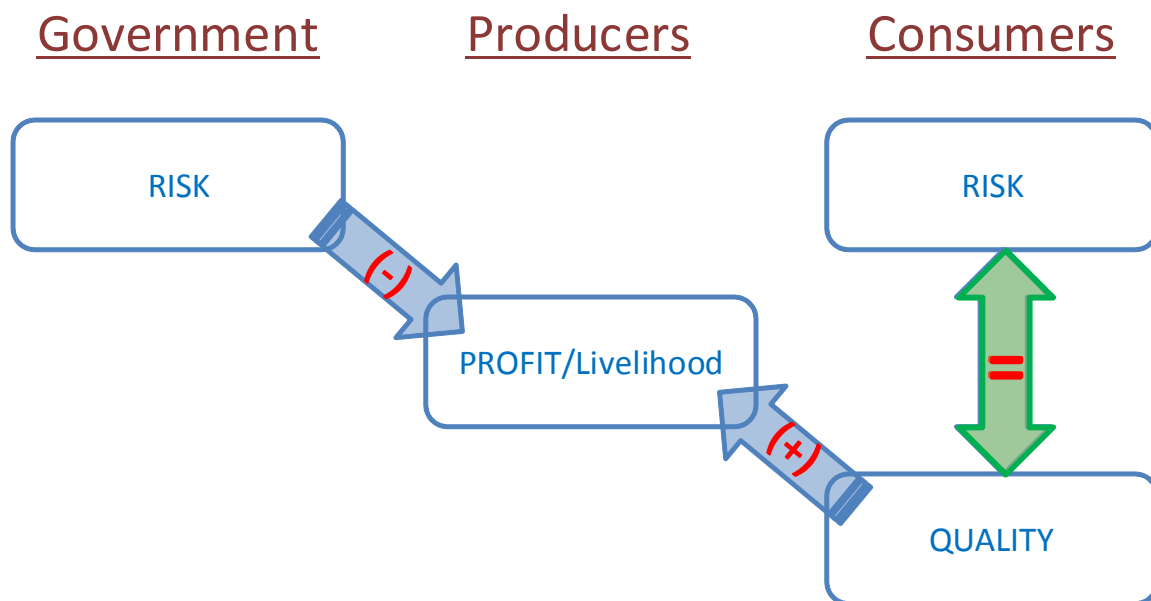 Government
Producers
Consumers
RISK
RISK
(-)
PROFIT/Livelihood
=
(+)
QUALITY